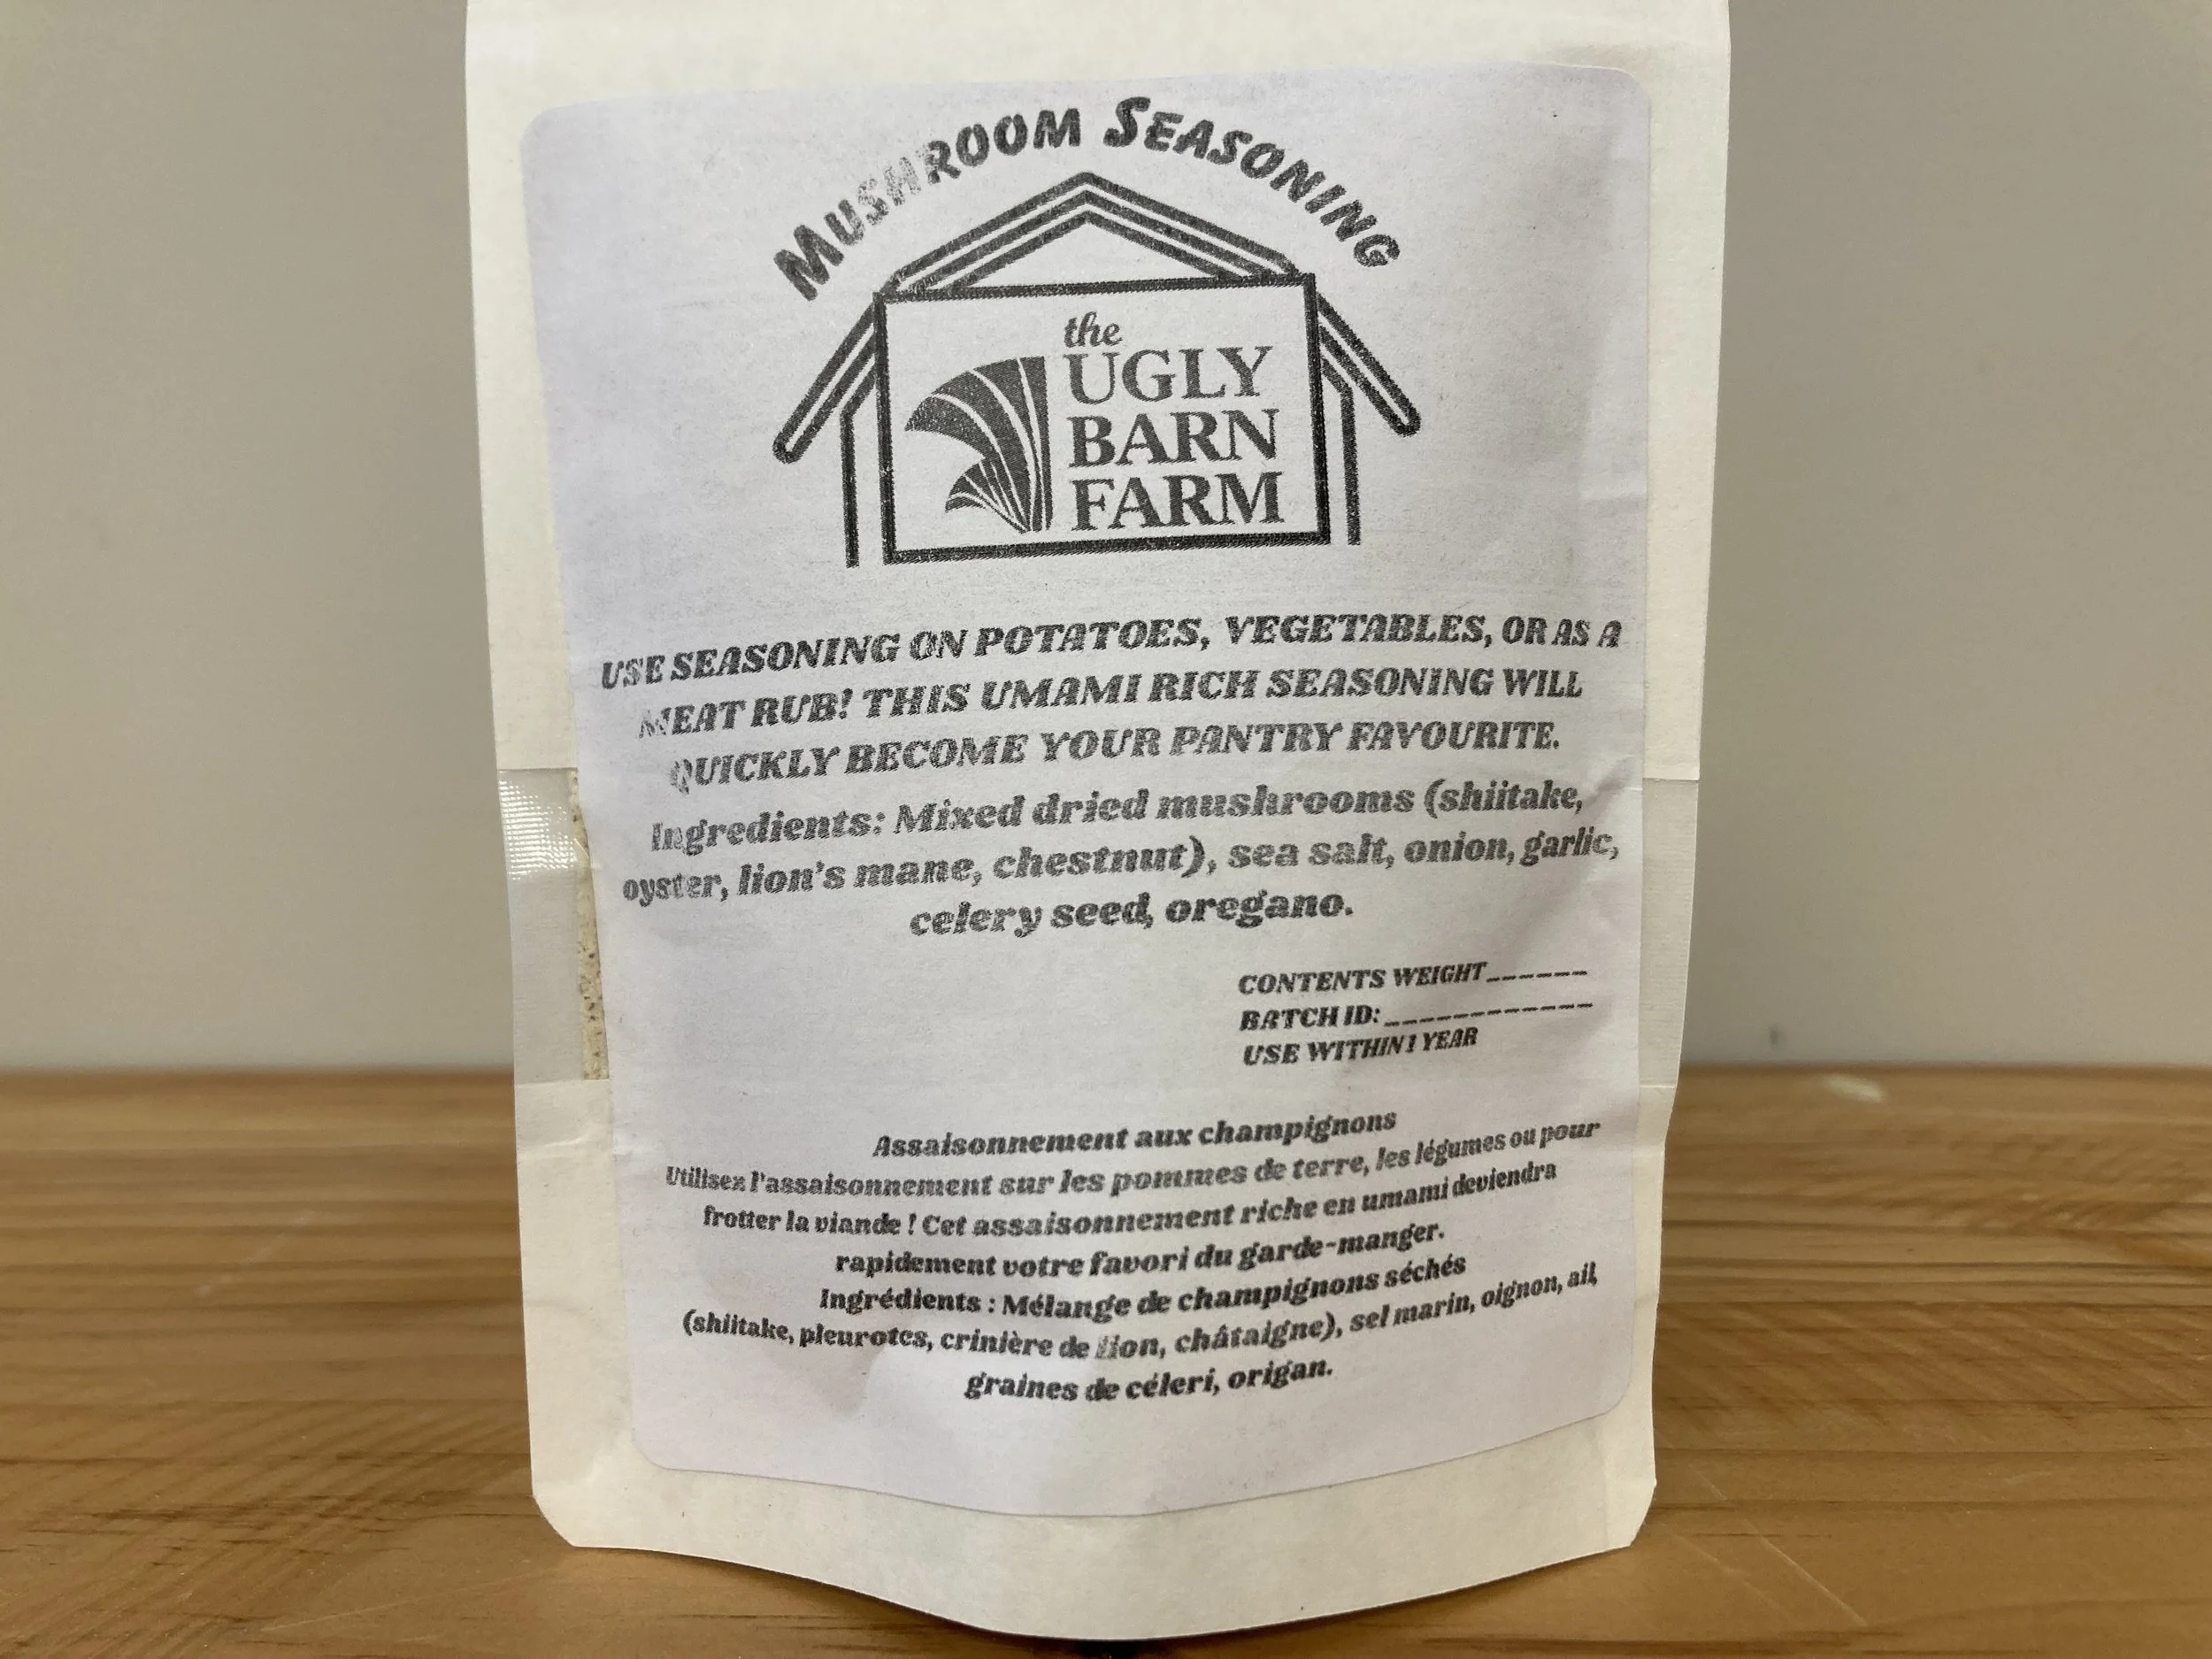 MUSHROOM SEASONING
the
UGLY
BARN
FARM
USE SEASONING ON POTATOES, VEGETABLES, OR AS A
MEAT RUB! THIS UMAMI RICH SEASONING WILL
QUICKLY BECOME YOUR PANTRY FAVOURITE.
Ingredients: Mixed dried mushrooms (shiitake,
oyster, lion's mane, chestnut), sea salt, onion, garlic,
celery seed, oregano.
CONTENTS WEIGHT______
BATCH ID:____________
USE WITHIN 1 YEAR
Assaisonnement aux champignons
Utilisez l'assaisonnement sur les pommes de terre, les légumes ou pour
frotter la viande ! Cet assaisonnement riche en umami deviendra
rapidement votre favori du garde-manger.
Ingrédients : Mélange de champignons séchés
(shiitake, pleurotes, crinière de lion, châtaigne), sel marin, oignon, ail,
graines de céleri, origan.